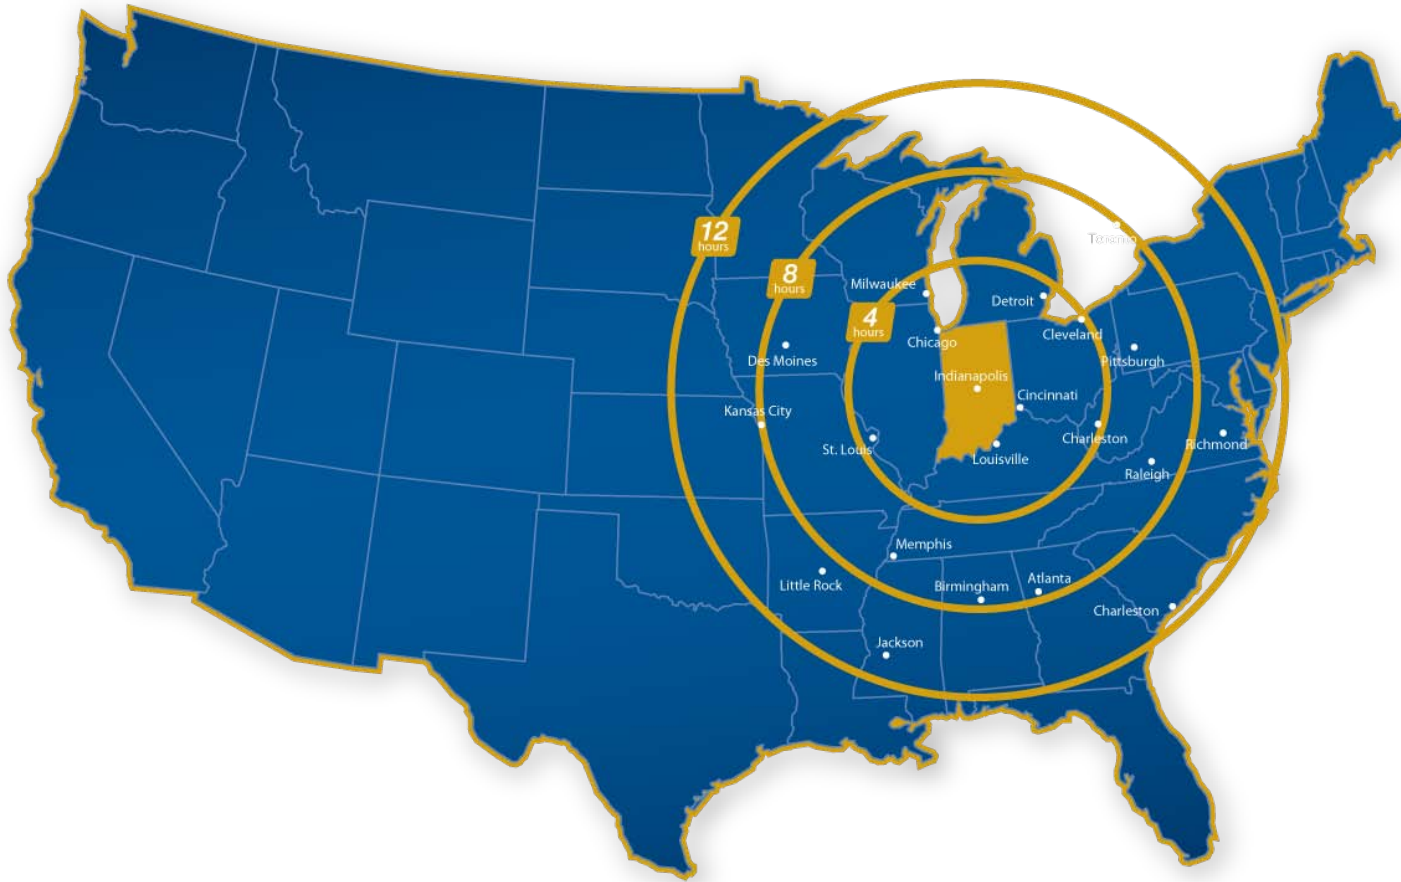 12
hours
Toronto
8
hours
Milwaukee
Detroit
4
hours
Cleveland
Chicago
Pittsburgh
Des Moines
Indianapolis
Cincinnati
Kansas City
Charleston
Richmond
St. Louis
Louisville
Raleigh
Memphis
Atlanta
Little Rock
Birmingham
Charleston
Jackson